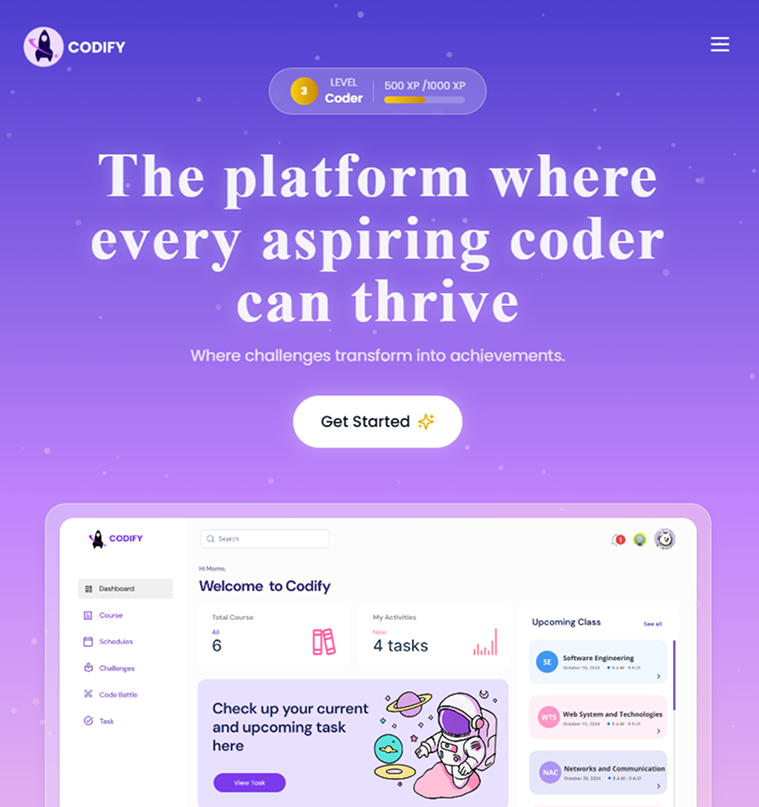 CODIFY
3
LEVEL
Coder
500 XP /1000 XP
The platform where
every aspiring coder
can thrive
Where challenges transform into achievements.
Get Started
CODIFY
Search
1
Hi Momo,
Welcome to Codify
Dashboard
Course
Schedules
Challenges
Code Battle
Task
Total Course
All
6
My Activities
New
4 tasks
Check up your current
and upcoming task
here
View Task
Upcoming Class
See all
SE
Software Engineering
October 10, 2024
8 A.M - 9 A.M
WTS
Web System and Technologies
October 10, 2024
8 A.M - 9 A.M
NAC
Networks and Communication
October 20, 2024
8 A.M - 9 A.M